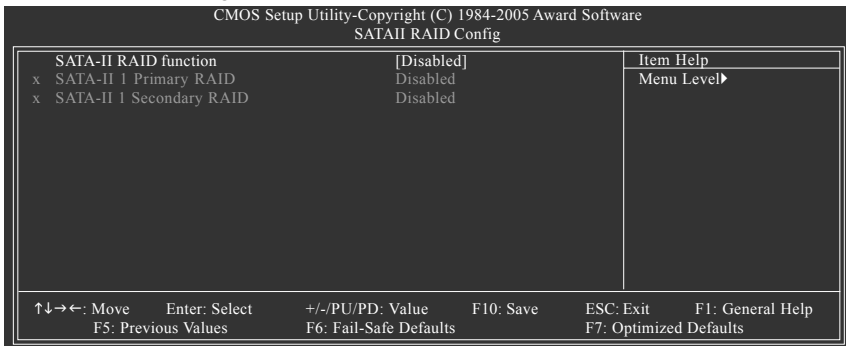 CMOS Setup Utility-Copyright (C) 1984-2005 Award Software
SATAII RAID Config
SATA-II RAID function [Disabled] Item Help
x SATA-II 1 Primary RAID Disabled Menu Level▶
x SATA-II 1 Secondary RAID Disabled
↑↓→←: Move Enter: Select +/-/PU/PD: Value F10: Save ESC: Exit F1: General Help
F5: Previous Values F6: Fail-Safe Defaults F7: Optimized Defaults